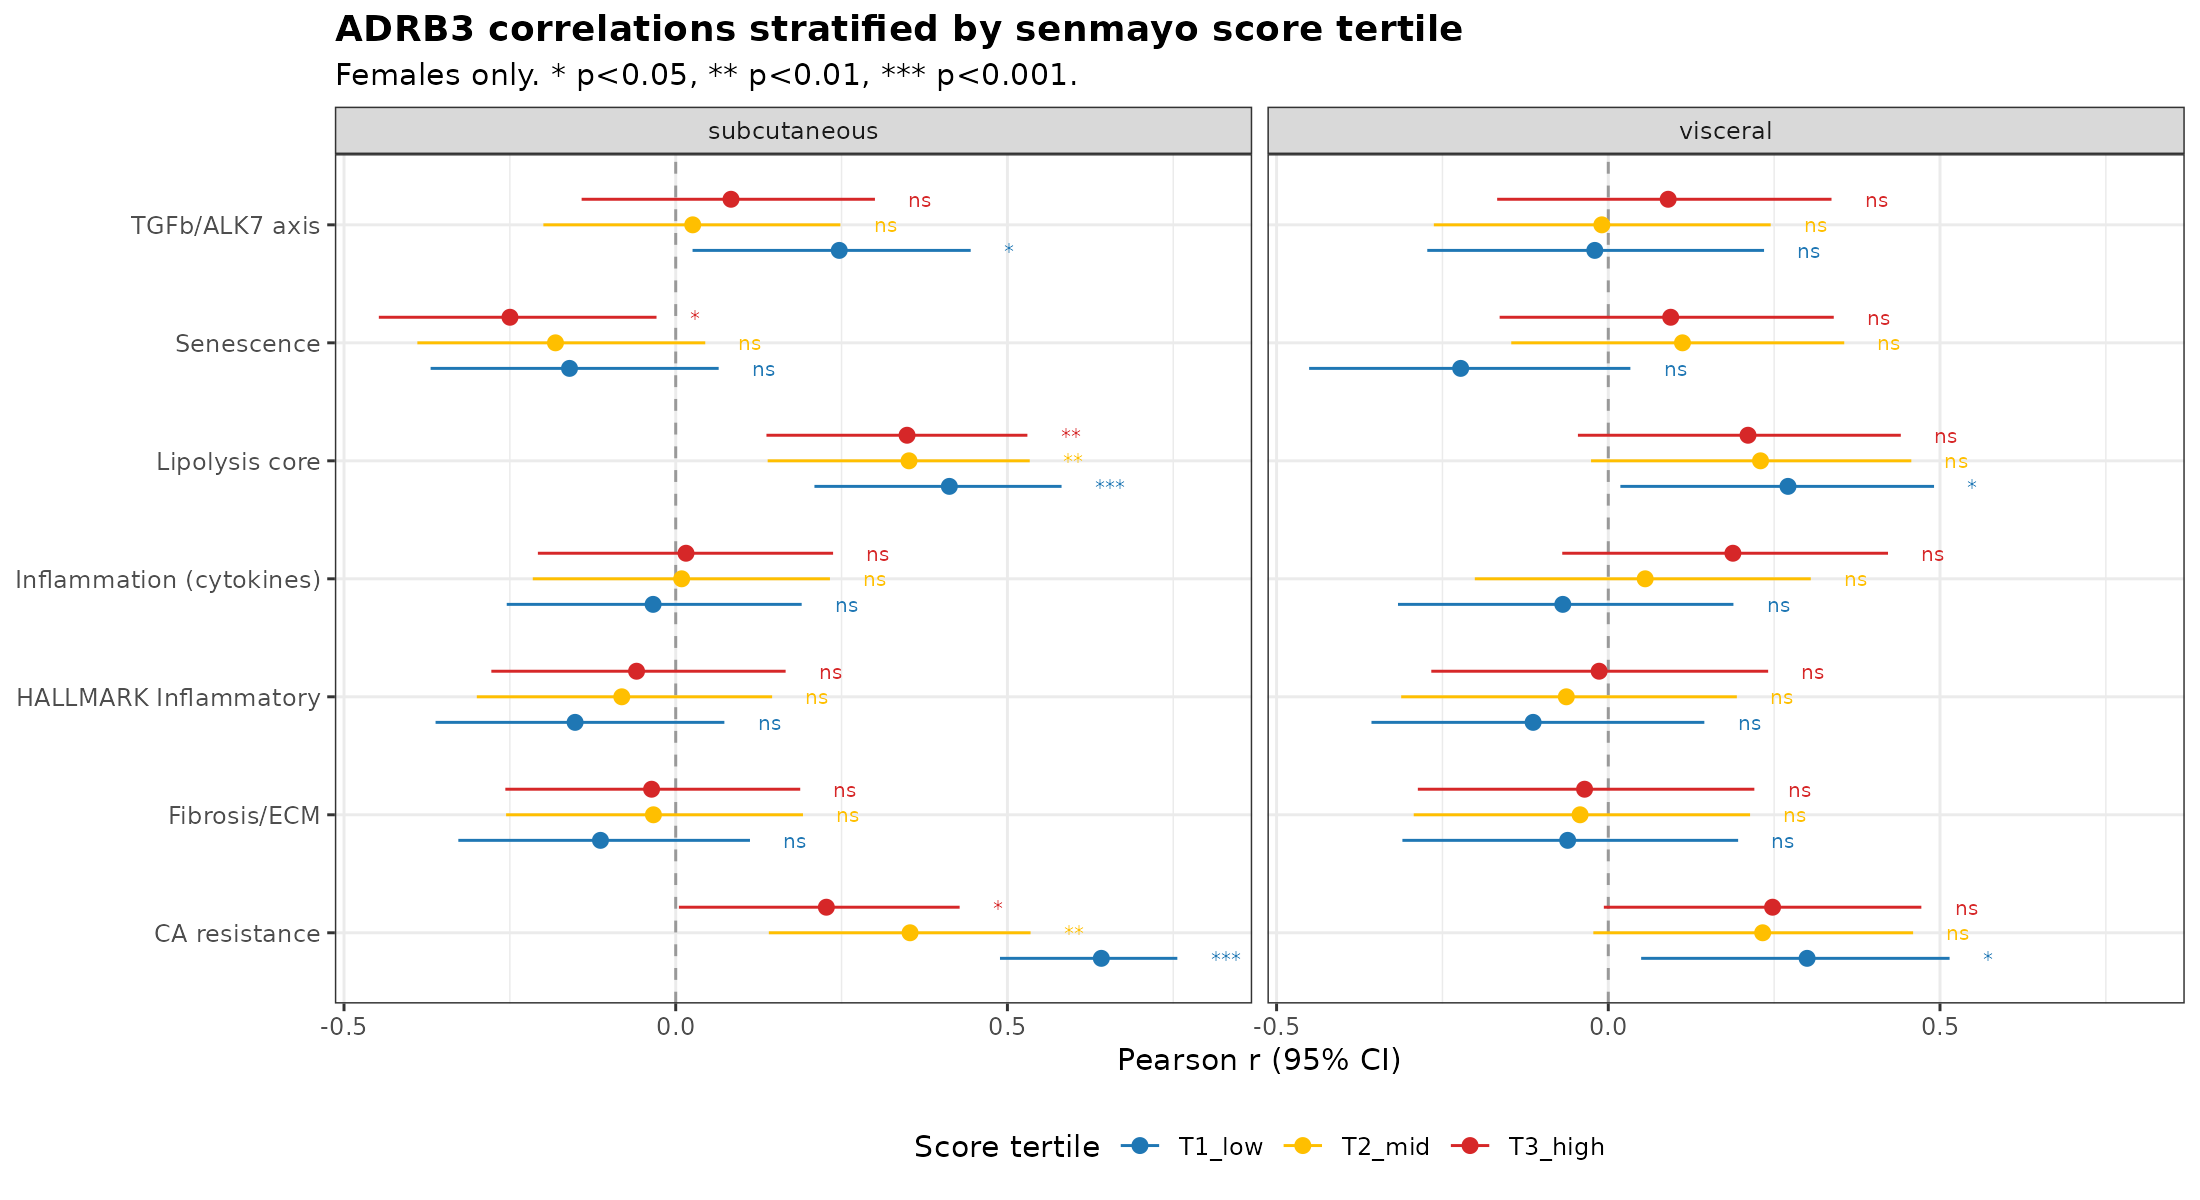 ADRB3 correlations stratified by senmayo score tertile
Females only. * p<0.05, ** p<0.01, *** p<0.001.
subcutaneous visceral
ns ns
TGFb/ALK7 axis ns ns
* ns
* ns
Senescence ns ns
ns ns
** ns
Lipolysis core ** ns
*** *
ns ns
Inflammation (cytokines) ns ns
ns ns
ns ns
HALLMARK Inflammatory ns ns
ns ns
ns ns
Fibrosis/ECM ns ns
ns ns
* ns
CA resistance ** ns
*** *
-0.5 0.0 0.5 -0.5 0.0 0.5
Pearson r (95% CI)
Score tertile T1_low T2_mid T3_high